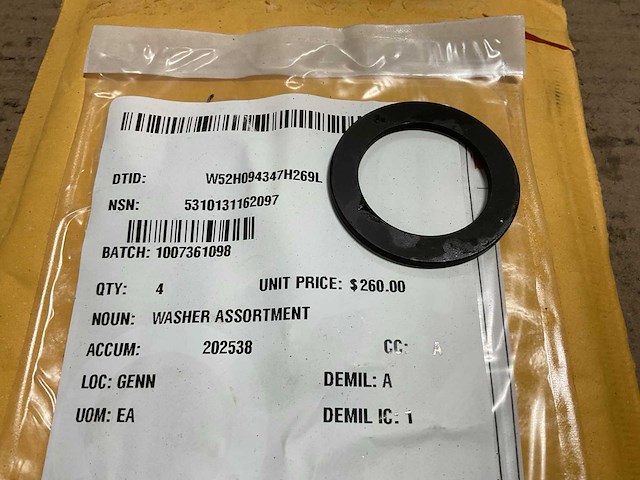 DTID: W52H094347H269L
NSN: 5310131162097
BATCH: 1007361098
QTY: 4 UNIT PRICE: $260.00
NOUN: WASHER ASSORTMENT
ACCUM: 202538 CC: A
LOC: GENN DEMIL: A
UOM: EA DEMIL IC: 1